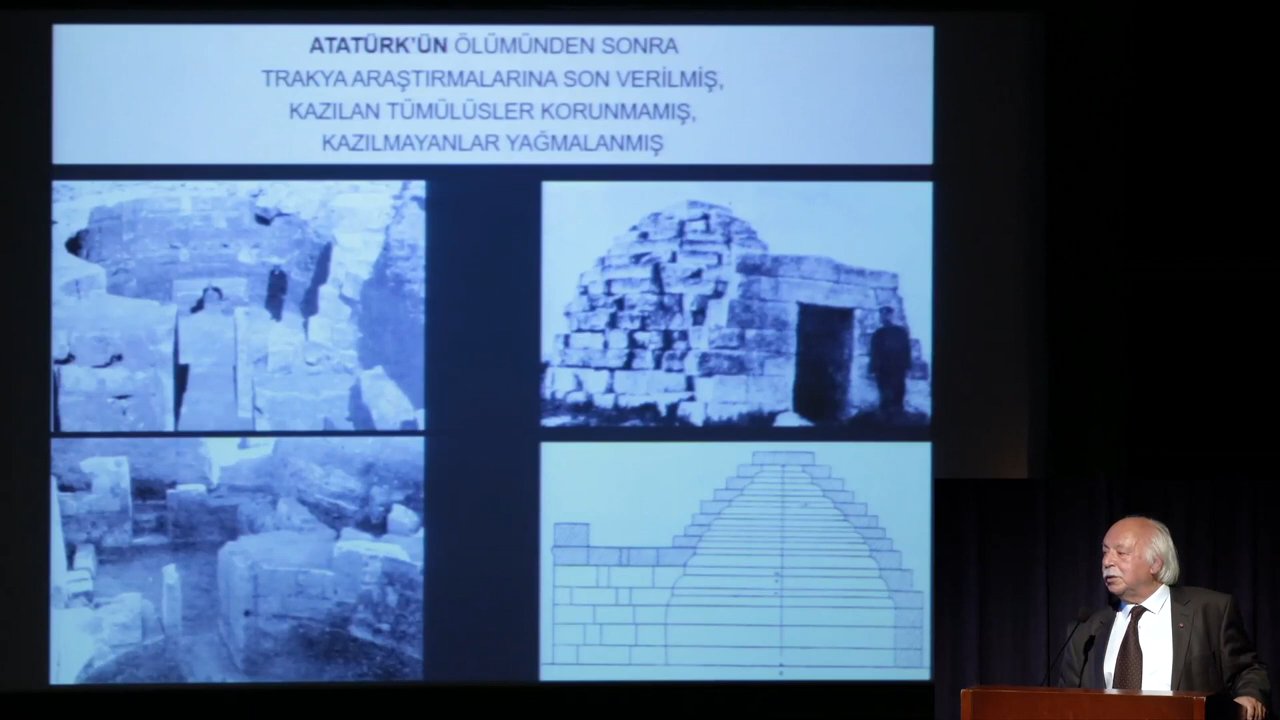 ATATÜRK'ÜN ÖLÜMÜNDEN SONRA
TRAKYA ARAŞTIRMALARINA SON VERİLMİŞ,
KAZILAN TÜMÜLÜSLER KORUNMAMIŞ,
KAZILMAYANLAR YAĞMALANMIŞ